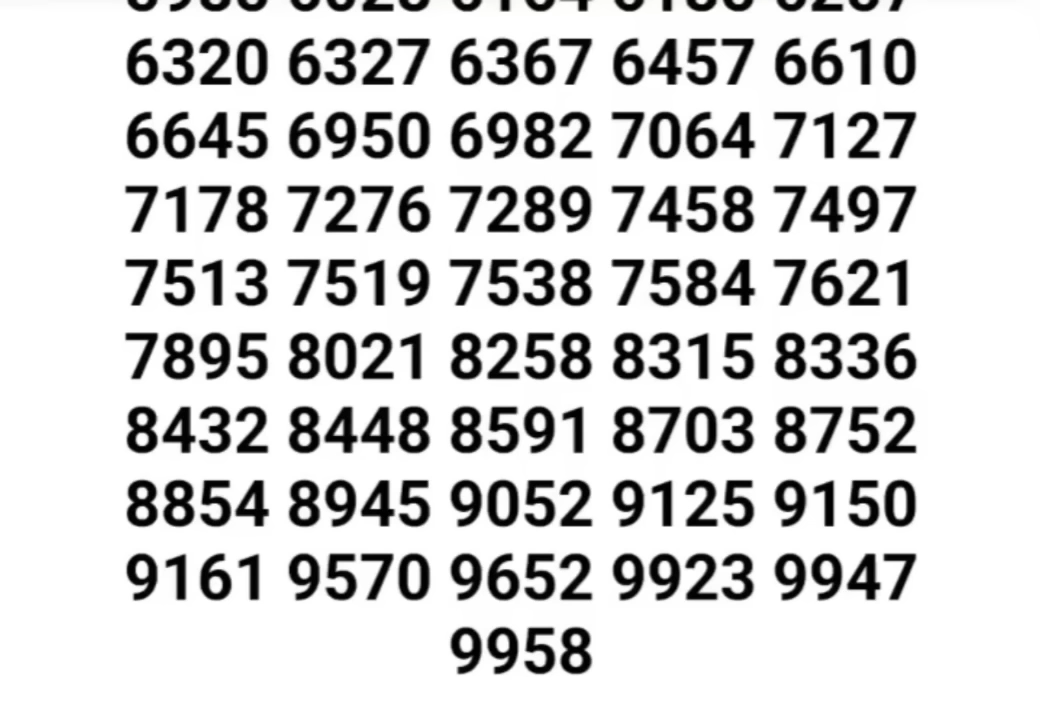 6320 6327 6367 6457 6610
6645 6950 6982 7064 7127
7178 7276 7289 7458 7497
7513 7519 7538 7584 7621
7895 8021 8258 8315 8336
8432 8448 8591 8703 8752
8854 8945 9052 9125 9150
9161 9570 9652 9923 9947
9958